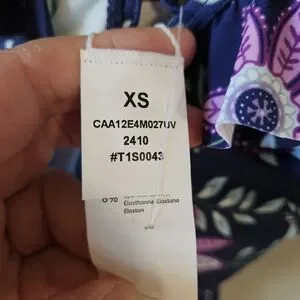 XS
CAA12E4M027UV
2410
#T1S0043
Elasthanne Elastano
Elastan